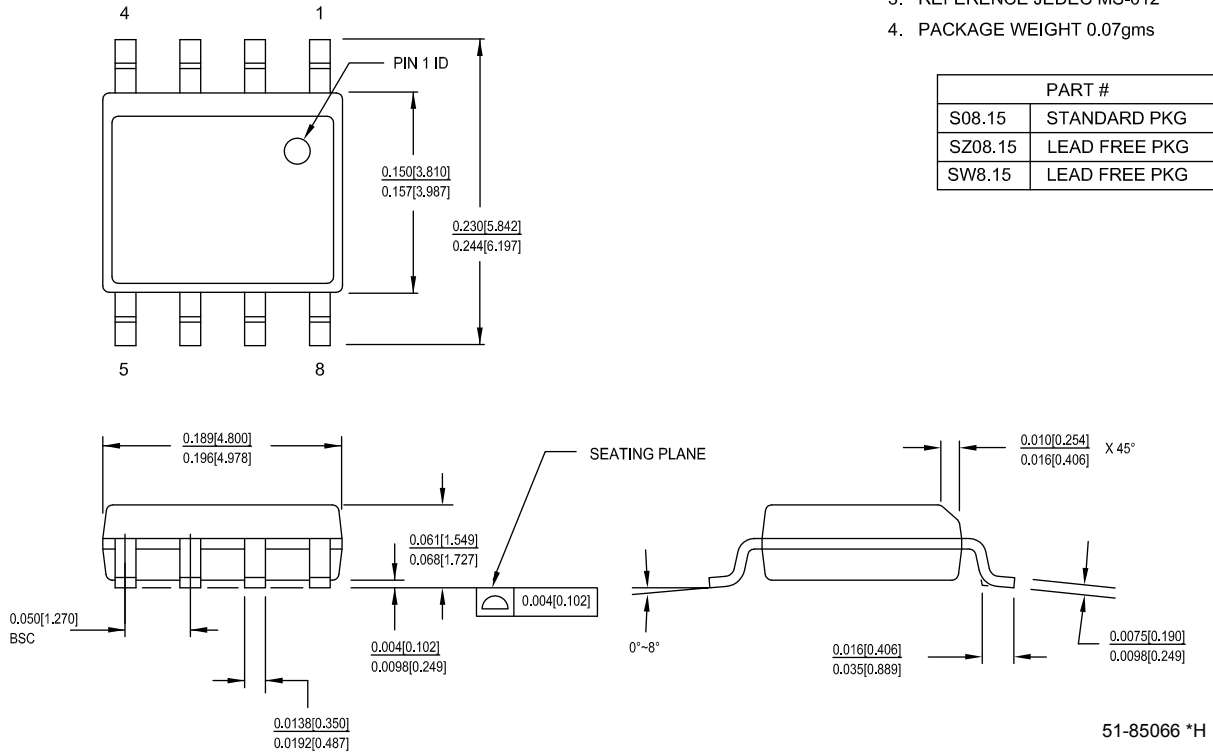 3. REFERENCE JEDEC MS-012
4. PACKAGE WEIGHT 0.07gms
PART #
S08.15 STANDARD PKG
SZ08.15 LEAD FREE PKG
SW8.15 LEAD FREE PKG
4
1
PIN 1 ID
0.150[3.810]
0.157[3.987]
0.230[5.842]
0.244[6.197]
5
8
0.189[4.800]
0.196[4.978]
SEATING PLANE
0.010[0.254]
0.016[0.406]
X 45°
0.061[1.549]
0.068[1.727]
0.004[0.102]
0.050[1.270]
BSC
0.004[0.102]
0.0098[0.249]
0°~8°
0.016[0.406]
0.035[0.889]
0.0075[0.190]
0.0098[0.249]
0.0138[0.350]
0.0192[0.487]
51-85066 *H